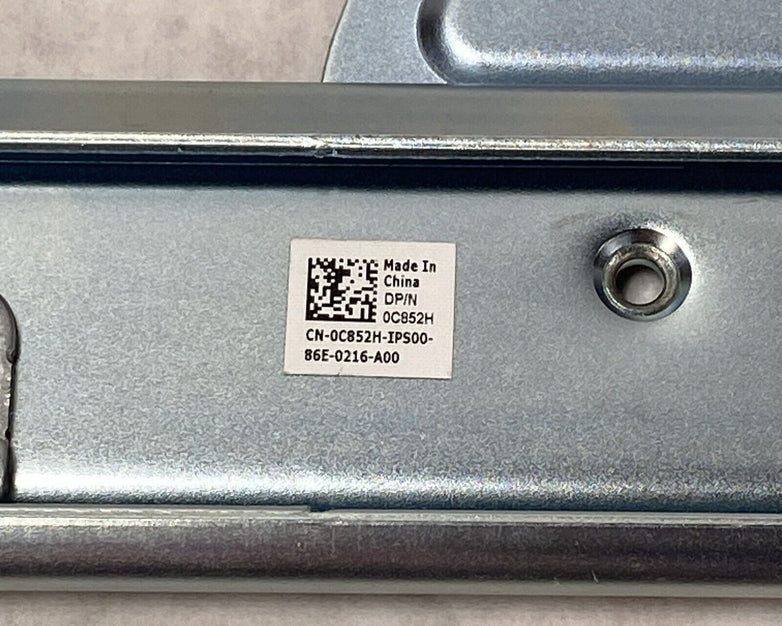 Made In
China
DP/N
0C852H
CN-0C852H-IPS00-
86E-0216-A00